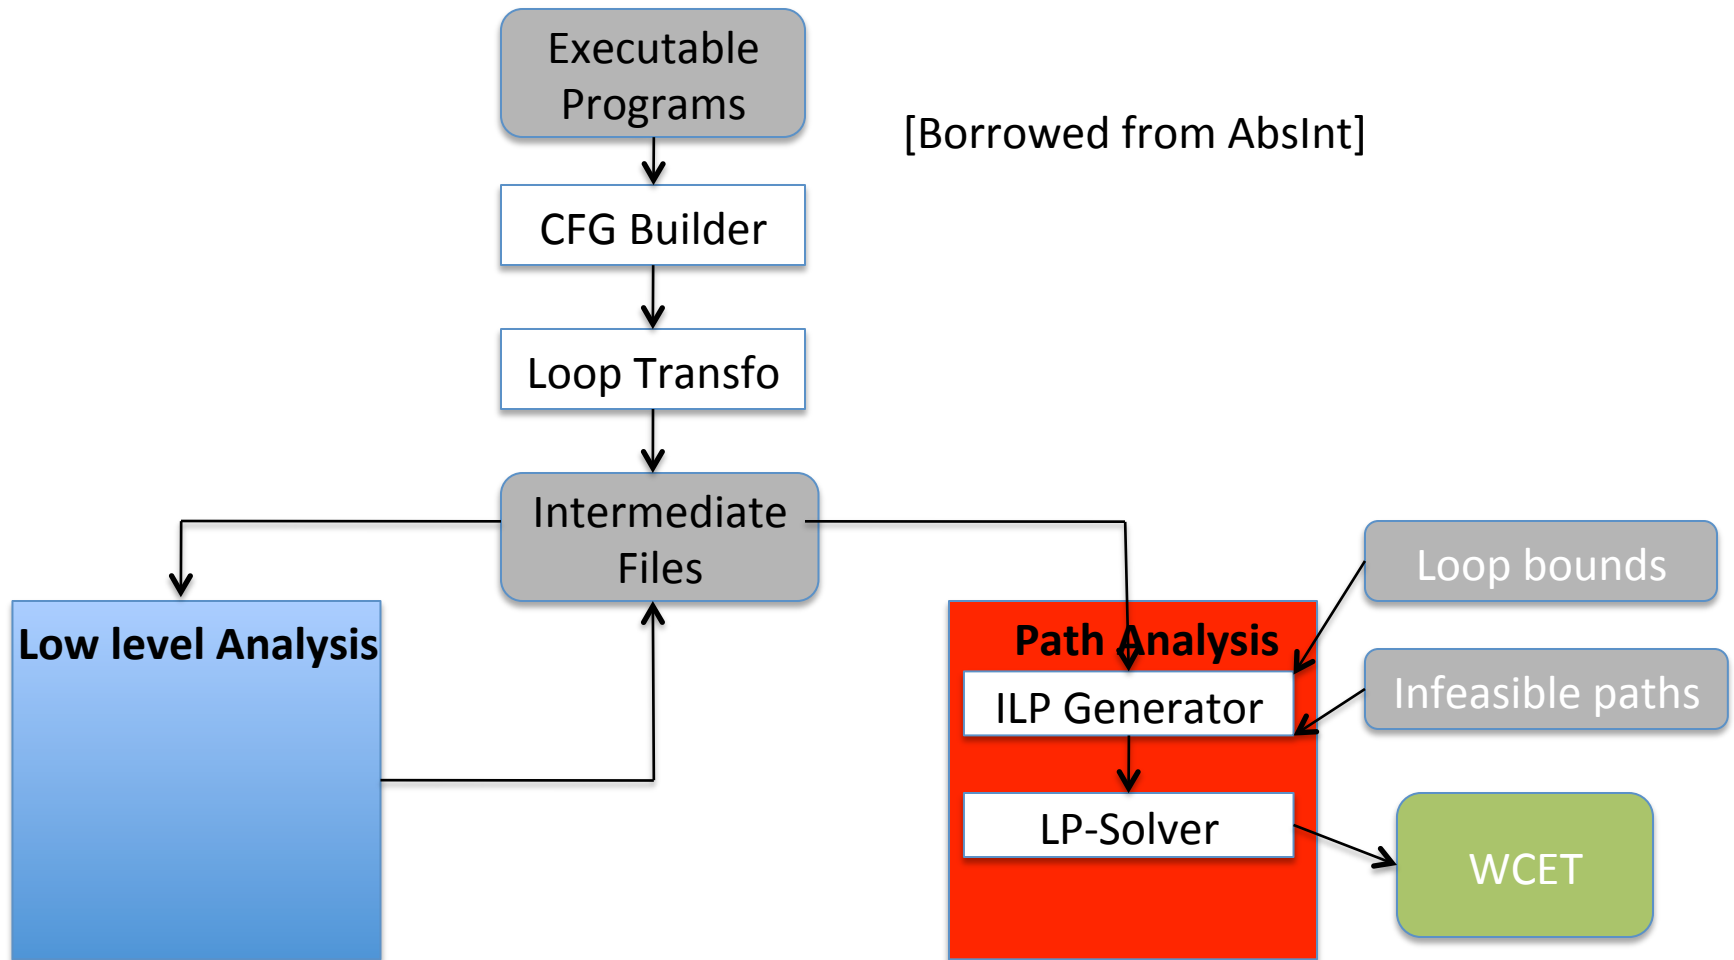 Executable
Programs
[Borrowed from AbsInt]
CFG Builder
Loop Transfo
Intermediate
Files
Loop bounds
Low level Analysis
Path Analysis
Infeasible paths
ILP Generator
LP-Solver
WCET